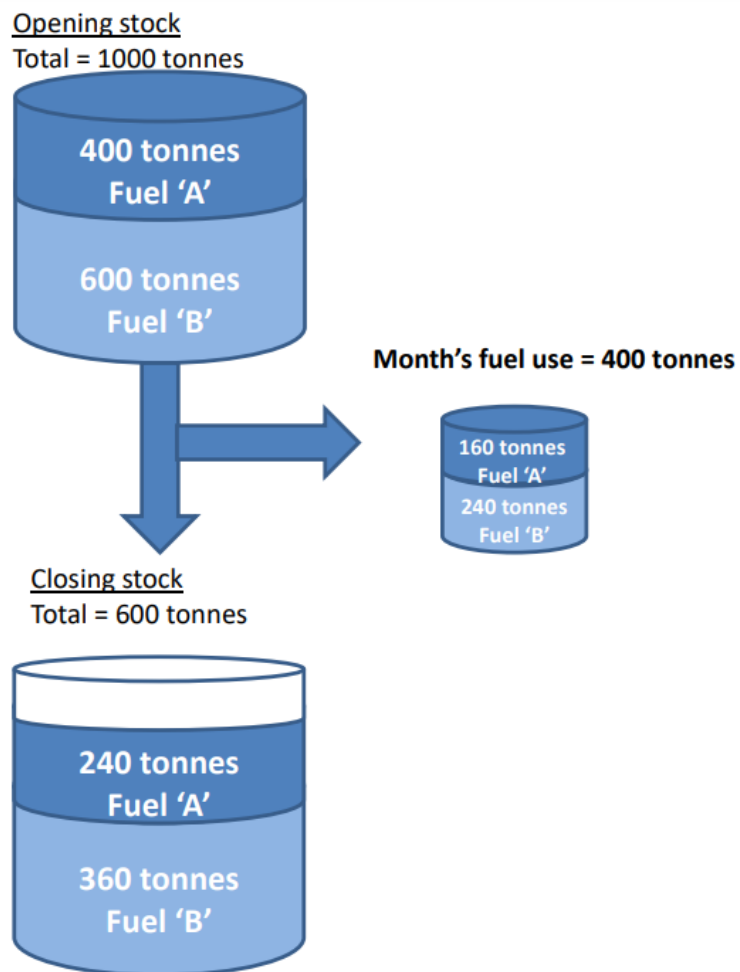 Opening stock
Total = 1000 tonnes
400 tonnes
Fuel ‘A’
600 tonnes
Fuel ‘B’
Month’s fuel use = 400 tonnes
160 tonnes
Fuel ‘A’
240 tonnes
Fuel ‘B’
Closing stock
Total = 600 tonnes
240 tonnes
Fuel ‘A’
360 tonnes
Fuel ‘B’